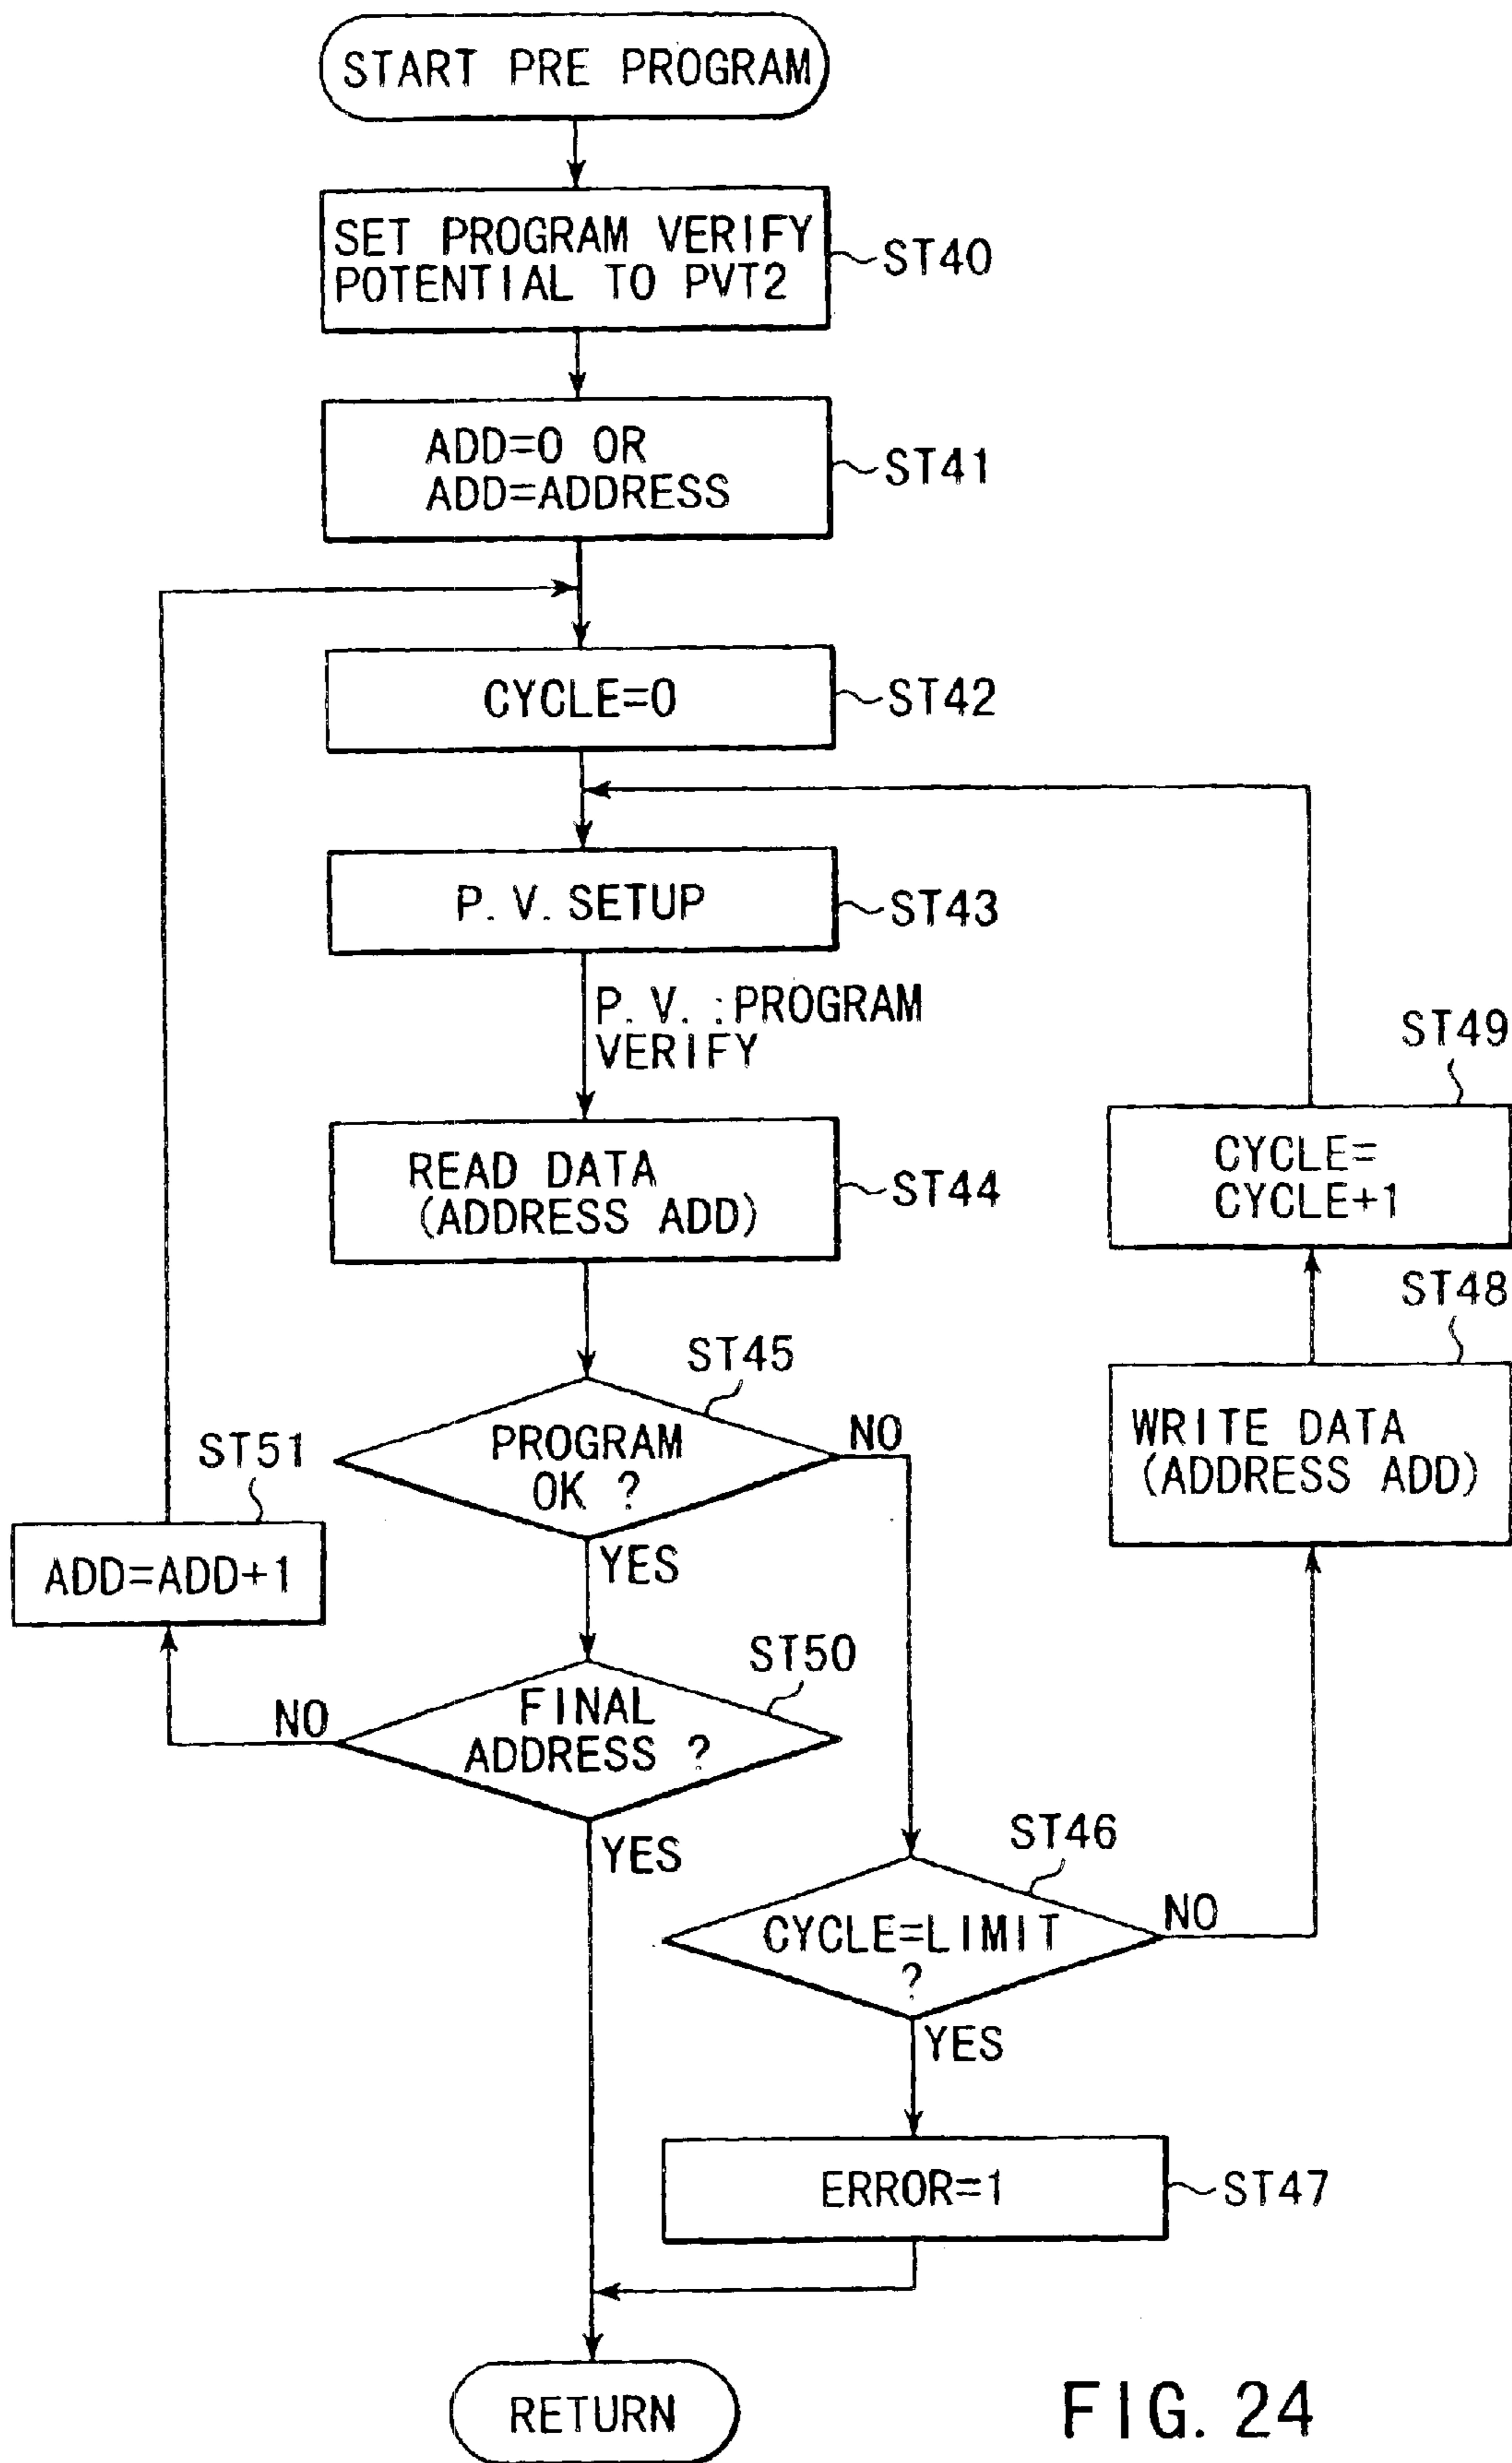 START PRE PROGRAM
SET PROGRAM VERIFY
POTENTIAL TO PVT2
ST40
ADD=0 OR
ADD=ADDRESS
ST41
CYCLE=0
ST42
P.V.SETUP
ST43
P.V.:PROGRAM
VERIFY
READ DATA
(ADDRESS ADD)
ST44
ST45
PROGRAM
OK ?
NO
YES
ST50
FINAL
ADDRESS ?
NO
YES
ST51
ADD=ADD+1
ST46
CYCLE=LIMIT
?
NO
YES
ERROR=1
ST47
ST48
WRITE DATA
(ADDRESS ADD)
ST49
CYCLE=
CYCLE+1
RETURN
FIG. 24